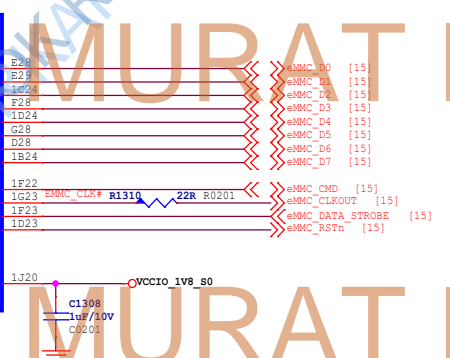 MURAT
E28 eMMC_D0 [15]
E29 eMMC_D1 [15]
1C24 eMMC_D2 [15]
F28 eMMC_D3 [15]
1D24 eMMC_D4 [15]
G28 eMMC_D5 [15]
D28 eMMC_D6 [15]
1B24 eMMC_D7 [15]
1F22 eMMC_CMD [15]
1G23 EMMC_CLK# R1310 22R R0201 eMMC_CLKOUT [15]
1F23 eMMC_DATA_STROBE [15]
1D23 eMMC_RSTn [15]
1J20 VCCIO_1V8_S0
C1308
1uF/10V
C0201
MURAT